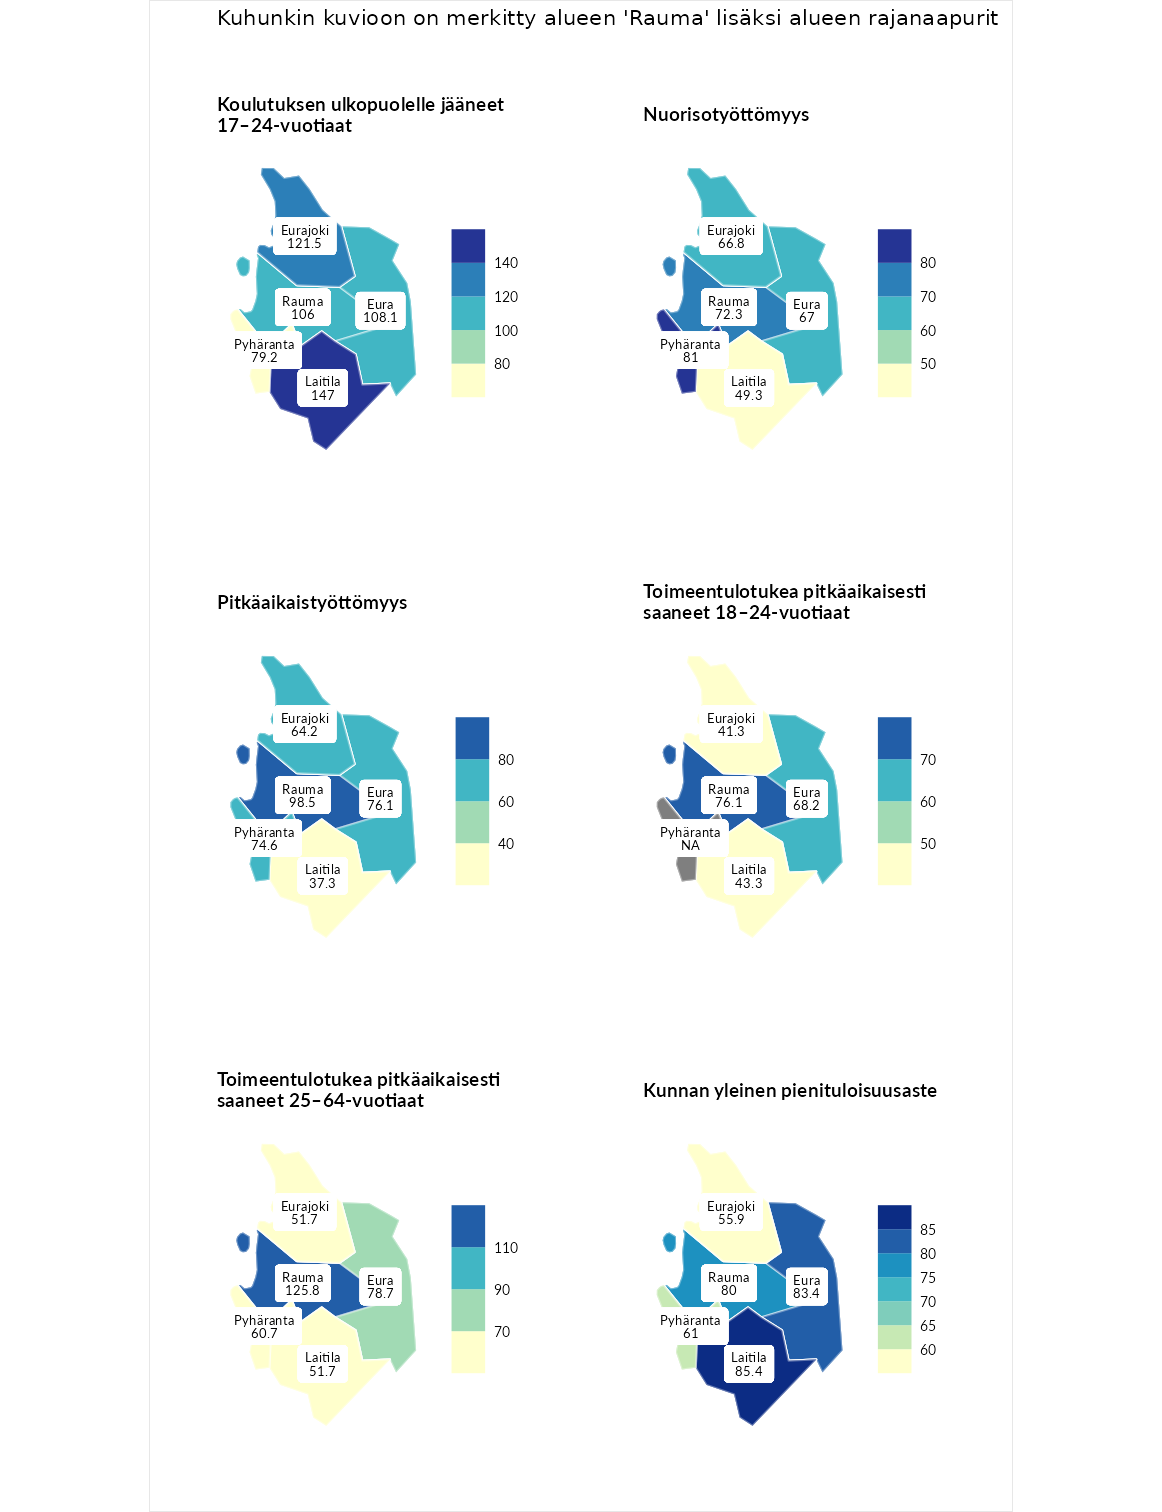 Kuhunkin kuvioon on merkitty alueen 'Rauma' lisäksi alueen rajanaapurit
Koulutuksen ulkopuolelle jääneet
17–24-vuotiaat
Eurajoki
121.5
Rauma
106
Eura
108.1
Pyhäranta
79.2
Laitila
147
140
120
100
80
Nuorisotyöttömyys
Eurajoki
66.8
Rauma
72.3
Eura
67
Pyhäranta
81
Laitila
49.3
80
70
60
50
Pitkäaikaistyöttömyys
Eurajoki
64.2
Rauma
98.5
Eura
76.1
Pyhäranta
74.6
Laitila
37.3
80
60
40
Toimeentulotukea pitkäaikaisesti
saaneet 18–24-vuotiaat
Eurajoki
41.3
Rauma
76.1
Eura
68.2
Pyhäranta
NA
Laitila
43.3
70
60
50
Toimeentulotukea pitkäaikaisesti
saaneet 25–64-vuotiaat
Eurajoki
51.7
Rauma
125.8
Eura
78.7
Pyhäranta
60.7
Laitila
51.7
110
90
70
Kunnan yleinen pienituloisuusaste
Eurajoki
55.9
Rauma
80
Eura
83.4
Pyhäranta
61
Laitila
85.4
85
80
75
70
65
60